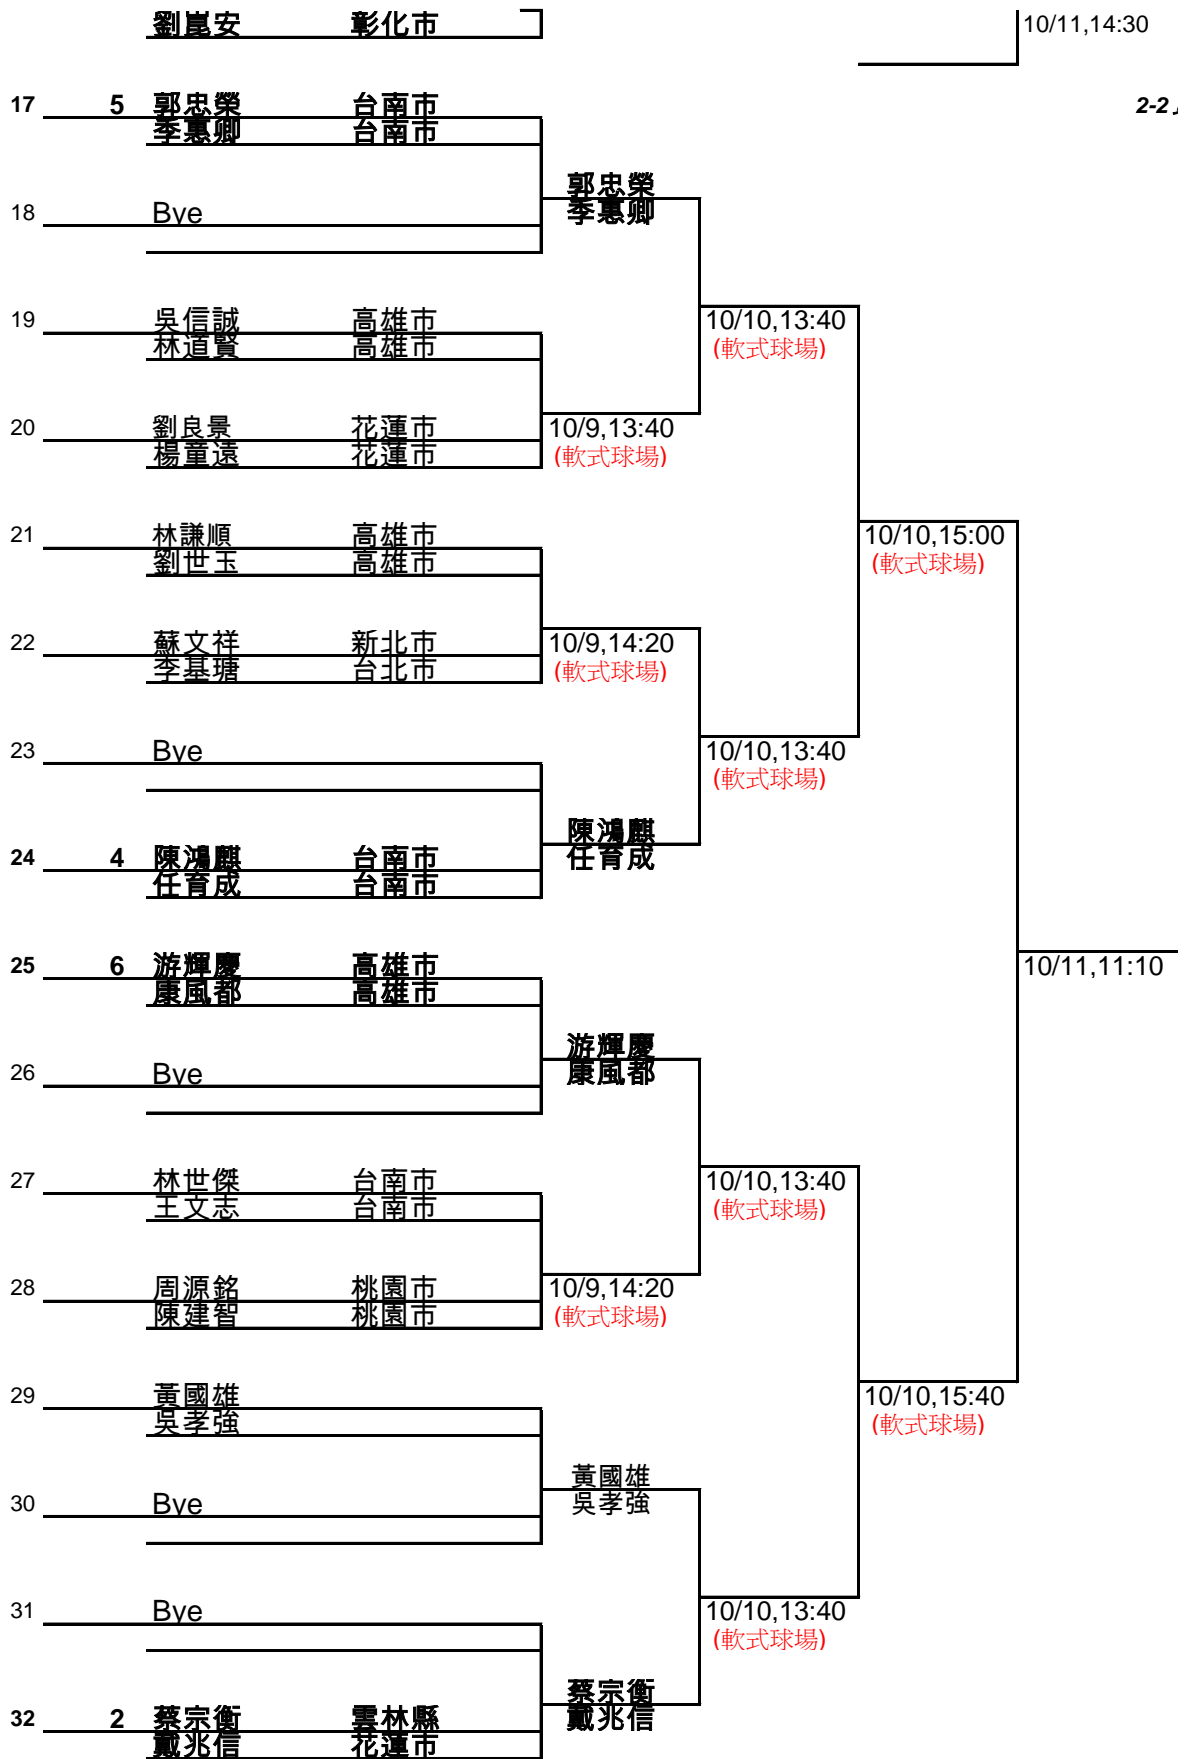 劉崑安 彰化市
10/11,14:30
17 5 郭忠榮 台南市
2-2
季惠卿 台南市
郭忠榮
季惠卿
18 Bye
19 吳信誠 高雄市
林道賢 高雄市
10/10,13:40
(軟式球場)
20 劉良景 花蓮市
楊童遠 花蓮市
10/9,13:40
(軟式球場)
21 林謙順 高雄市
劉世玉 高雄市
10/10,15:00
(軟式球場)
22 蘇文祥 新北市
李基瑭 台北市
10/9,14:20
(軟式球場)
23 Bye
10/10,13:40
(軟式球場)
陳鴻麒
任育成
24 4 陳鴻麒 台南市
任育成 台南市
25 6 游輝慶 高雄市
康風都 高雄市
10/11,11:10
游輝慶
康風都
26 Bye
27 林世傑 台南市
王文志 台南市
10/10,13:40
(軟式球場)
28 周源銘 桃園市
陳建智 桃園市
10/9,14:20
(軟式球場)
29 黃國雄
吳孝強
10/10,15:40
(軟式球場)
黃國雄
吳孝強
30 Bye
31 Bye
10/10,13:40
(軟式球場)
蔡宗衡
戴兆信
32 2 蔡宗衡 雲林縣
戴兆信 花蓮市